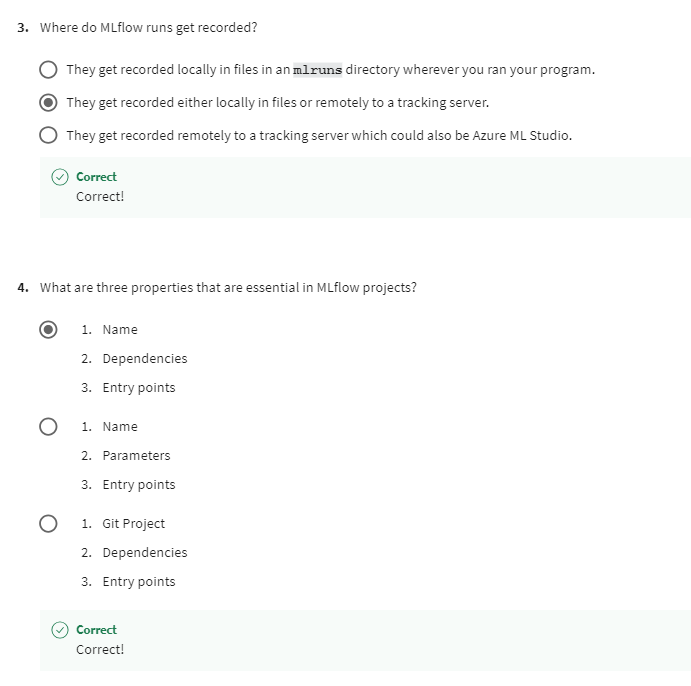 3. Where do MLflow runs get recorded?
They get recorded locally in files in an mlruns directory wherever you ran your program.
They get recorded either locally in files or remotely to a tracking server.
They get recorded remotely to a tracking server which could also be Azure ML Studio.
Correct
Correct!
4. What are three properties that are essential in MLflow projects?
1. Name
2. Dependencies
3. Entry points
1. Name
2. Parameters
3. Entry points
1. Git Project
2. Dependencies
3. Entry points
Correct
Correct!